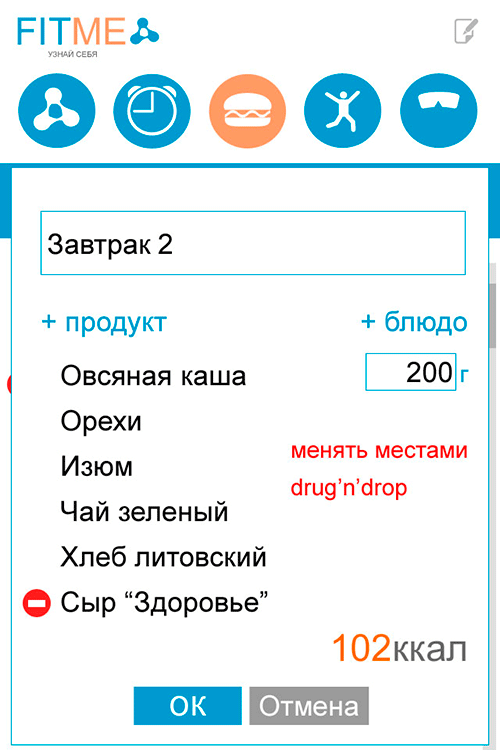 FITME
УЗНАЙ СЕБЯ
Завтрак 2
+ продукт + блюдо
Овсяная каша 200 г
Орехи
менять местами
Изюм
drug'n'drop
Чай зеленый
Хлеб литовский
Сыр “Здоровье”
102ккал
ОК Отмена